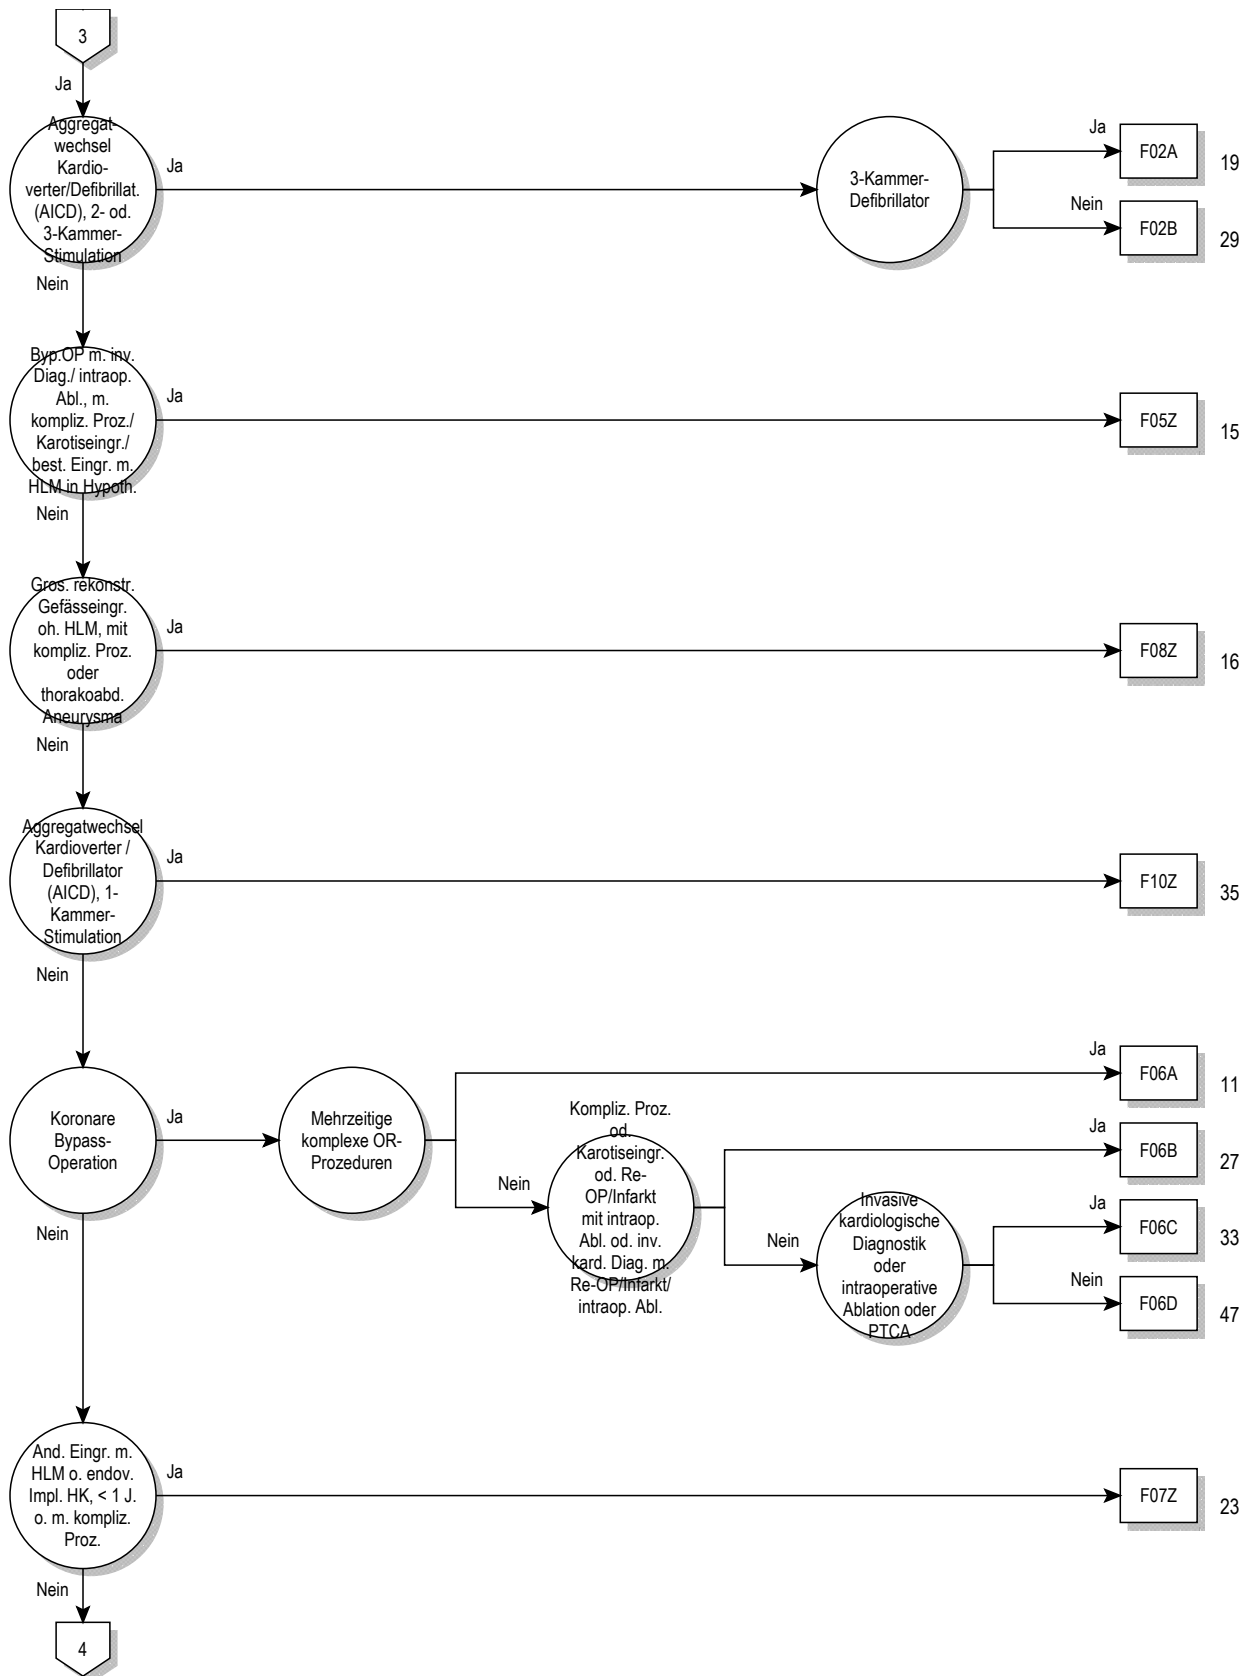 3
Ja
Aggregat-
wechsel
Kardio-
verter/Defibrillat.
(AICD), 2- od.
3-Kammer-
Stimulation
Ja
3-Kammer-
Defibrillator
Ja
F02A
19
Nein
F02B
29
Nein
Byp.OP m. inv.
Diag./ intraop.
Abl., m.
kompliz. Proz./
Karotiseingr./
best. Eingr. m.
HLM in Hypoth.
Ja
F05Z
15
Nein
Gros. rekonstr.
Gefässeingr.
oh. HLM, mit
kompliz. Proz.
oder
thorakoabd.
Aneurysma
Ja
F08Z
16
Nein
Aggregatwechsel
Kardioverter /
Defibrillator
(AICD), 1-
Kammer-
Stimulation
Ja
F10Z
35
Nein
Koronare
Bypass-
Operation
Ja
Mehrzeitige
komplexe OR-
Prozeduren
Ja
F06A
11
Nein
Kompliz. Proz.
od.
Karotiseingr.
od. Re-
OP/Infarkt
mit intraop.
Abl. od. inv.
kard. Diag. m.
Re-OP/Infarkt/
intraop. Abl.
Ja
F06B
27
Nein
Invasive
kardiologische
Diagnostik
oder
intraoperative
Ablation oder
PTCA
Ja
F06C
33
Nein
F06D
47
Nein
And. Eingr. m.
HLM o. endov.
Impl. HK, < 1 J.
o. m. kompliz.
Proz.
Ja
F07Z
23
Nein
4